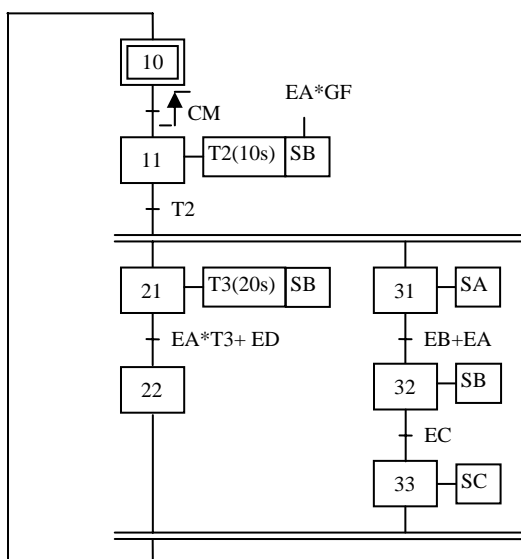 10
EA*GF
CM
11 T2(10s) SB
T2
21 T3(20s) SB 31 SA
EA*T3+ ED EB+EA
22 32 SB
EC
33 SC